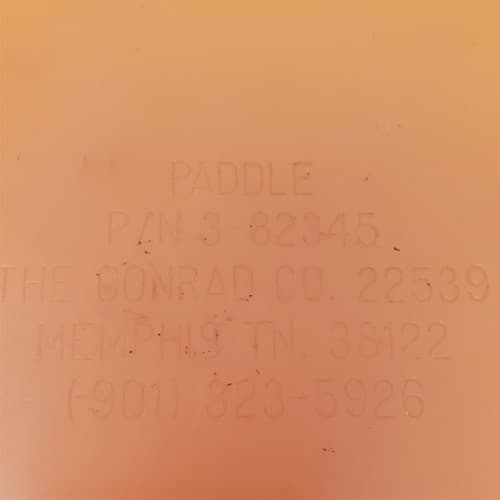 PADDLE
P/N 3-82345
THE CONRAD CO. 22539
MEMPHIS TN. 38122
(901) 323-5926